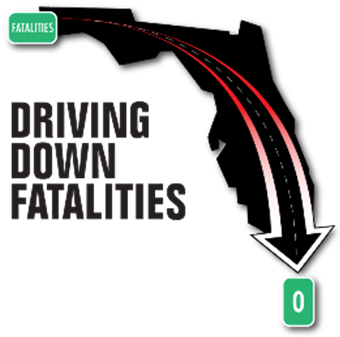 FATALITIES
DRIVING
DOWN
FATALITIES
0